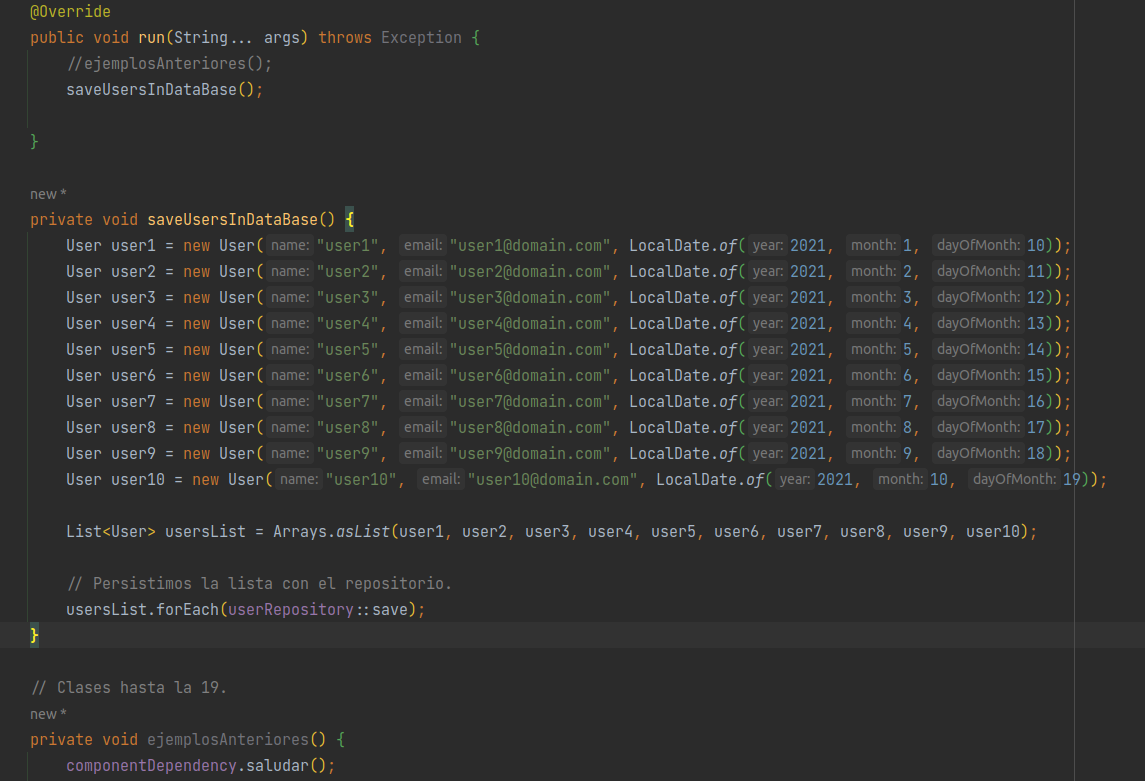 @Override
public void run(String... args) throws Exception {
//ejemplosAnteriores();
saveUsersInDataBase();
}
new *
private void saveUsersInDataBase() {
User user1 = new User( name: "user1", email: "user1@domain.com", LocalDate.of( year: 2021, month: 1, dayOfMonth: 10));
User user2 = new User( name: "user2", email: "user2@domain.com", LocalDate.of( year: 2021, month: 2, dayOfMonth: 11));
User user3 = new User( name: "user3", email: "user3@domain.com", LocalDate.of( year: 2021, month: 3, dayOfMonth: 12));
User user4 = new User( name: "user4", email: "user4@domain.com", LocalDate.of( year: 2021, month: 4, dayOfMonth: 13));
User user5 = new User( name: "user5", email: "user5@domain.com", LocalDate.of( year: 2021, month: 5, dayOfMonth: 14));
User user6 = new User( name: "user6", email: "user6@domain.com", LocalDate.of( year: 2021, month: 6, dayOfMonth: 15));
User user7 = new User( name: "user7", email: "user7@domain.com", LocalDate.of( year: 2021, month: 7, dayOfMonth: 16));
User user8 = new User( name: "user8", email: "user8@domain.com", LocalDate.of( year: 2021, month: 8, dayOfMonth: 17));
User user9 = new User( name: "user9", email: "user9@domain.com", LocalDate.of( year: 2021, month: 9, dayOfMonth: 18));
User user10 = new User( name: "user10", email: "user10@domain.com", LocalDate.of( year: 2021, month: 10, dayOfMonth: 19));
List<User> usersList = Arrays.asList(user1, user2, user3, user4, user5, user6, user7, user8, user9, user10);
// Persistimos la lista con el repositorio.
usersList.forEach(userRepository::save);
}
// Clases hasta la 19.
new *
private void ejemplosAnteriores() {
componentDependency.saludar();